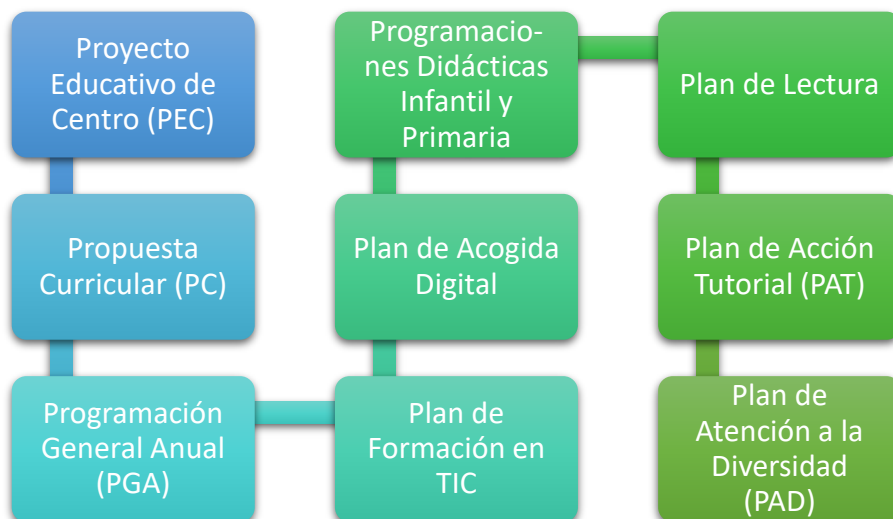 Proyecto
Educativo de
Centro (PEC)
Propuesta
Curricular (PC)
Programación
General Anual
(PGA)
Plan de
Formación en
TIC
Plan de Acogida
Digital
Programacio-
nes Didácticas
Infantil y
Primaria
Plan de Lectura
Plan de Acción
Tutorial (PAT)
Plan de
Atención a la
Diversidad
(PAD)